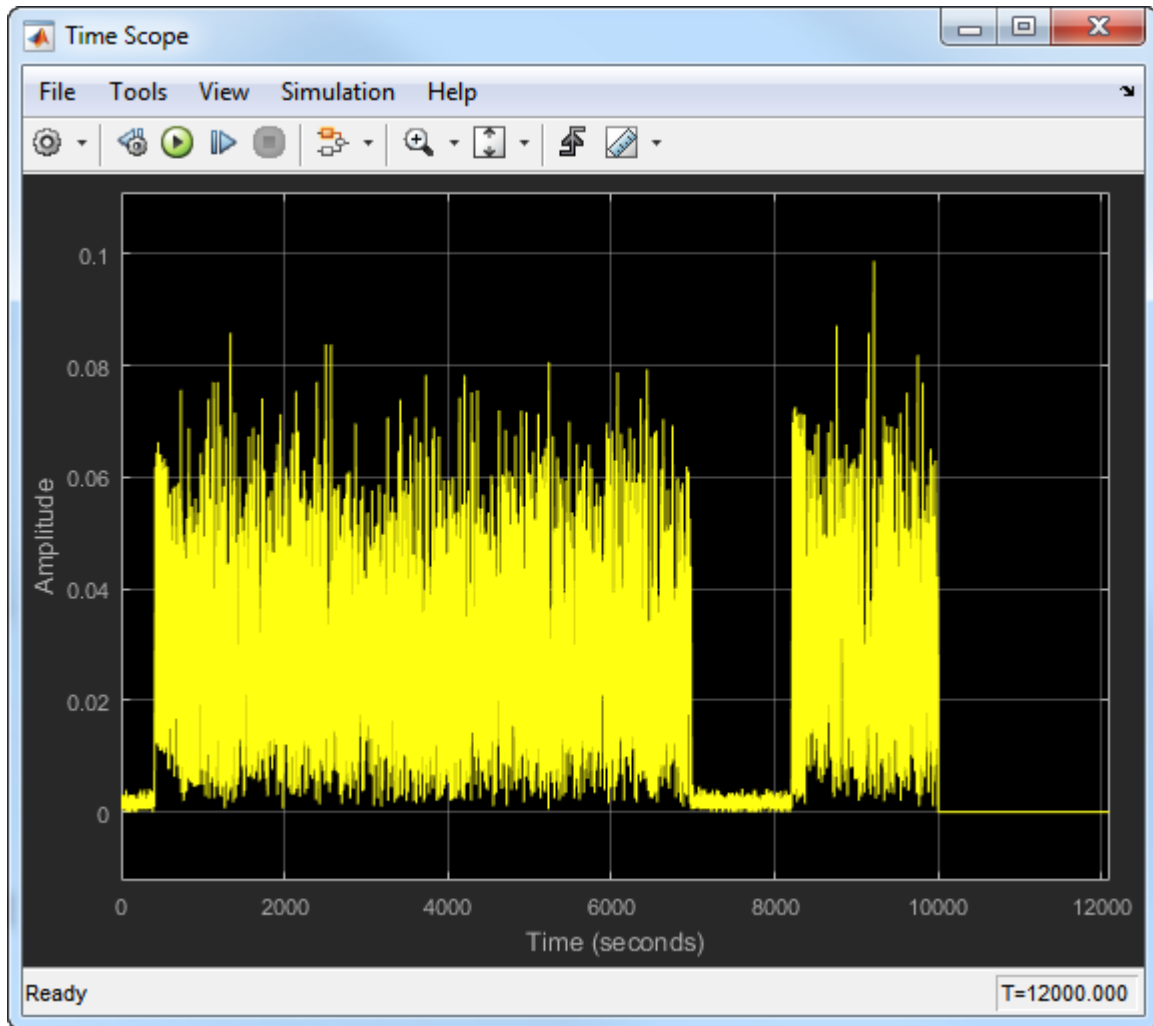 Time Scope
File Tools View Simulation Help
0.1
0.08
0.06
0.04
0.02
0
Amplitude
0 2000 4000 6000 8000 10000 12000
Time (seconds)
Ready T=12000.000